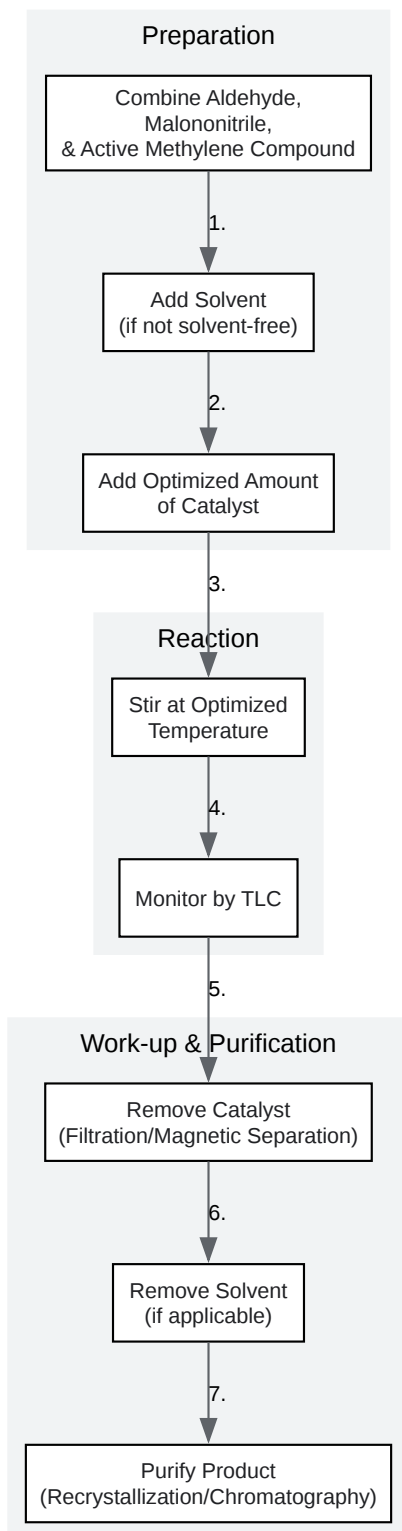 Preparation
Combine Aldehyde,
Malononitrile,
& Active Methylene Compound
1.
Add Solvent
(if not solvent-free)
2.
Add Optimized Amount
of Catalyst
3.
Reaction
Stir at Optimized
Temperature
4.
Monitor by TLC
5.
Work-up & Purification
Remove Catalyst
(Filtration/Magnetic Separation)
6.
Remove Solvent
(if applicable)
7.
Purify Product
(Recrystallization/Chromatography)